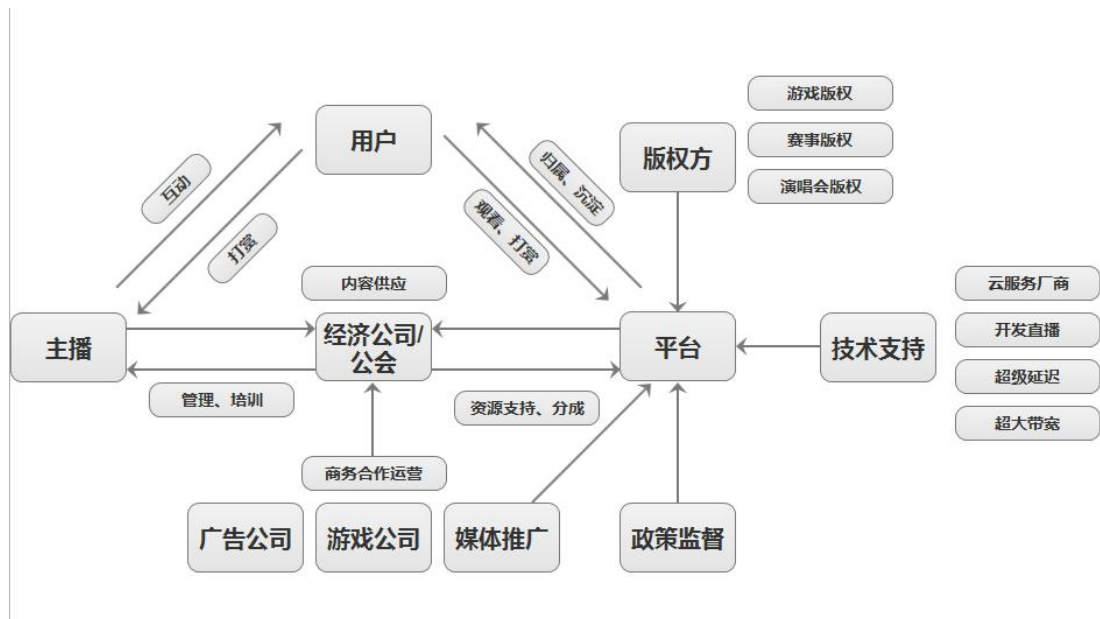 游戏版权
用户
版权方
赛事版权
演唱会版权
互动
归属、沉淀
观看、打赏
打赏
内容供应
云服务厂商
主播
经济公司/
公会
平台
技术支持
开发直播
超级延迟
管理、培训
资源支持、分成
超大带宽
商务合作运营
广告公司
游戏公司
媒体推广
政策监督